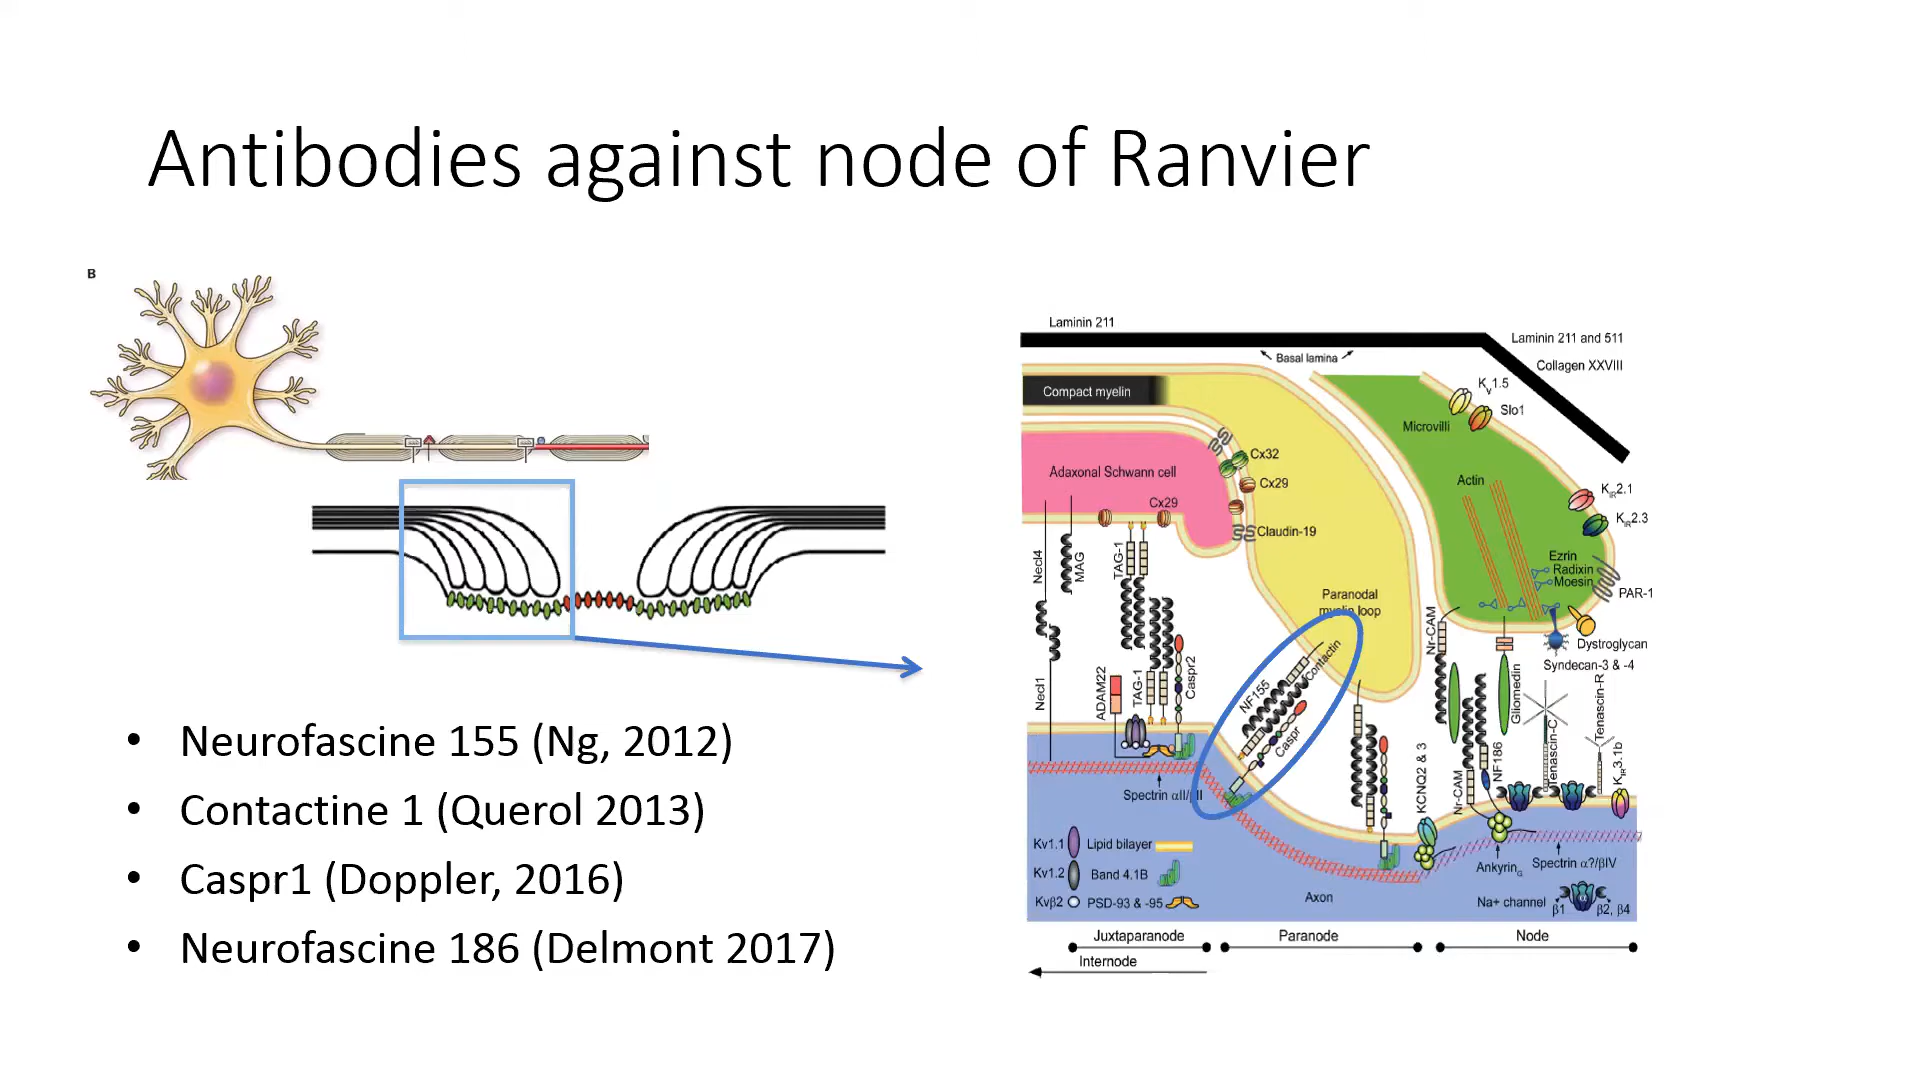 Antibodies against node of Ranvier
B
• Neurofascine 155 (Ng, 2012)
• Contactine 1 (Querol 2013)
• Caspr1 (Doppler, 2016)
• Neurofascine 186 (Delmont 2017)
Laminin 211
Laminin 211 and 511
Basal lamina
Collagen XXVIII
Compact myelin
Kv1.5
Slo1
Microvilli
Cx32
Adaxonal Schwann cell
Cx29
Actin
KIR2.1
Cx29
KIR2.3
Claudin-19
Necl4
MAG
TAG-1
Ezrin
Radixin
Moesin
PAR-1
Paranodal
myelin loop
Nr-CAM
Dystroglycan
Syndecan-3 & -4
Contactin
NF155
Caspr
Necl1
ADAM22
TAG-1
Caspr2
Gliomedin
Tenascin-R
Tenascin-C
KCNQ2 & 3
Nr-CAM
NF186
KIR3.1b
Spectrin αII/βII
Kv1.1
Lipid bilayer
Kv1.2
Band 4.1B
Kvβ2
PSD-93 & -95
Axon
AnkyrinG
Spectrin α?/βIV
Na+ channel
α
β1
β2, β4
Juxtaparanode
Paranode
Node
Internode